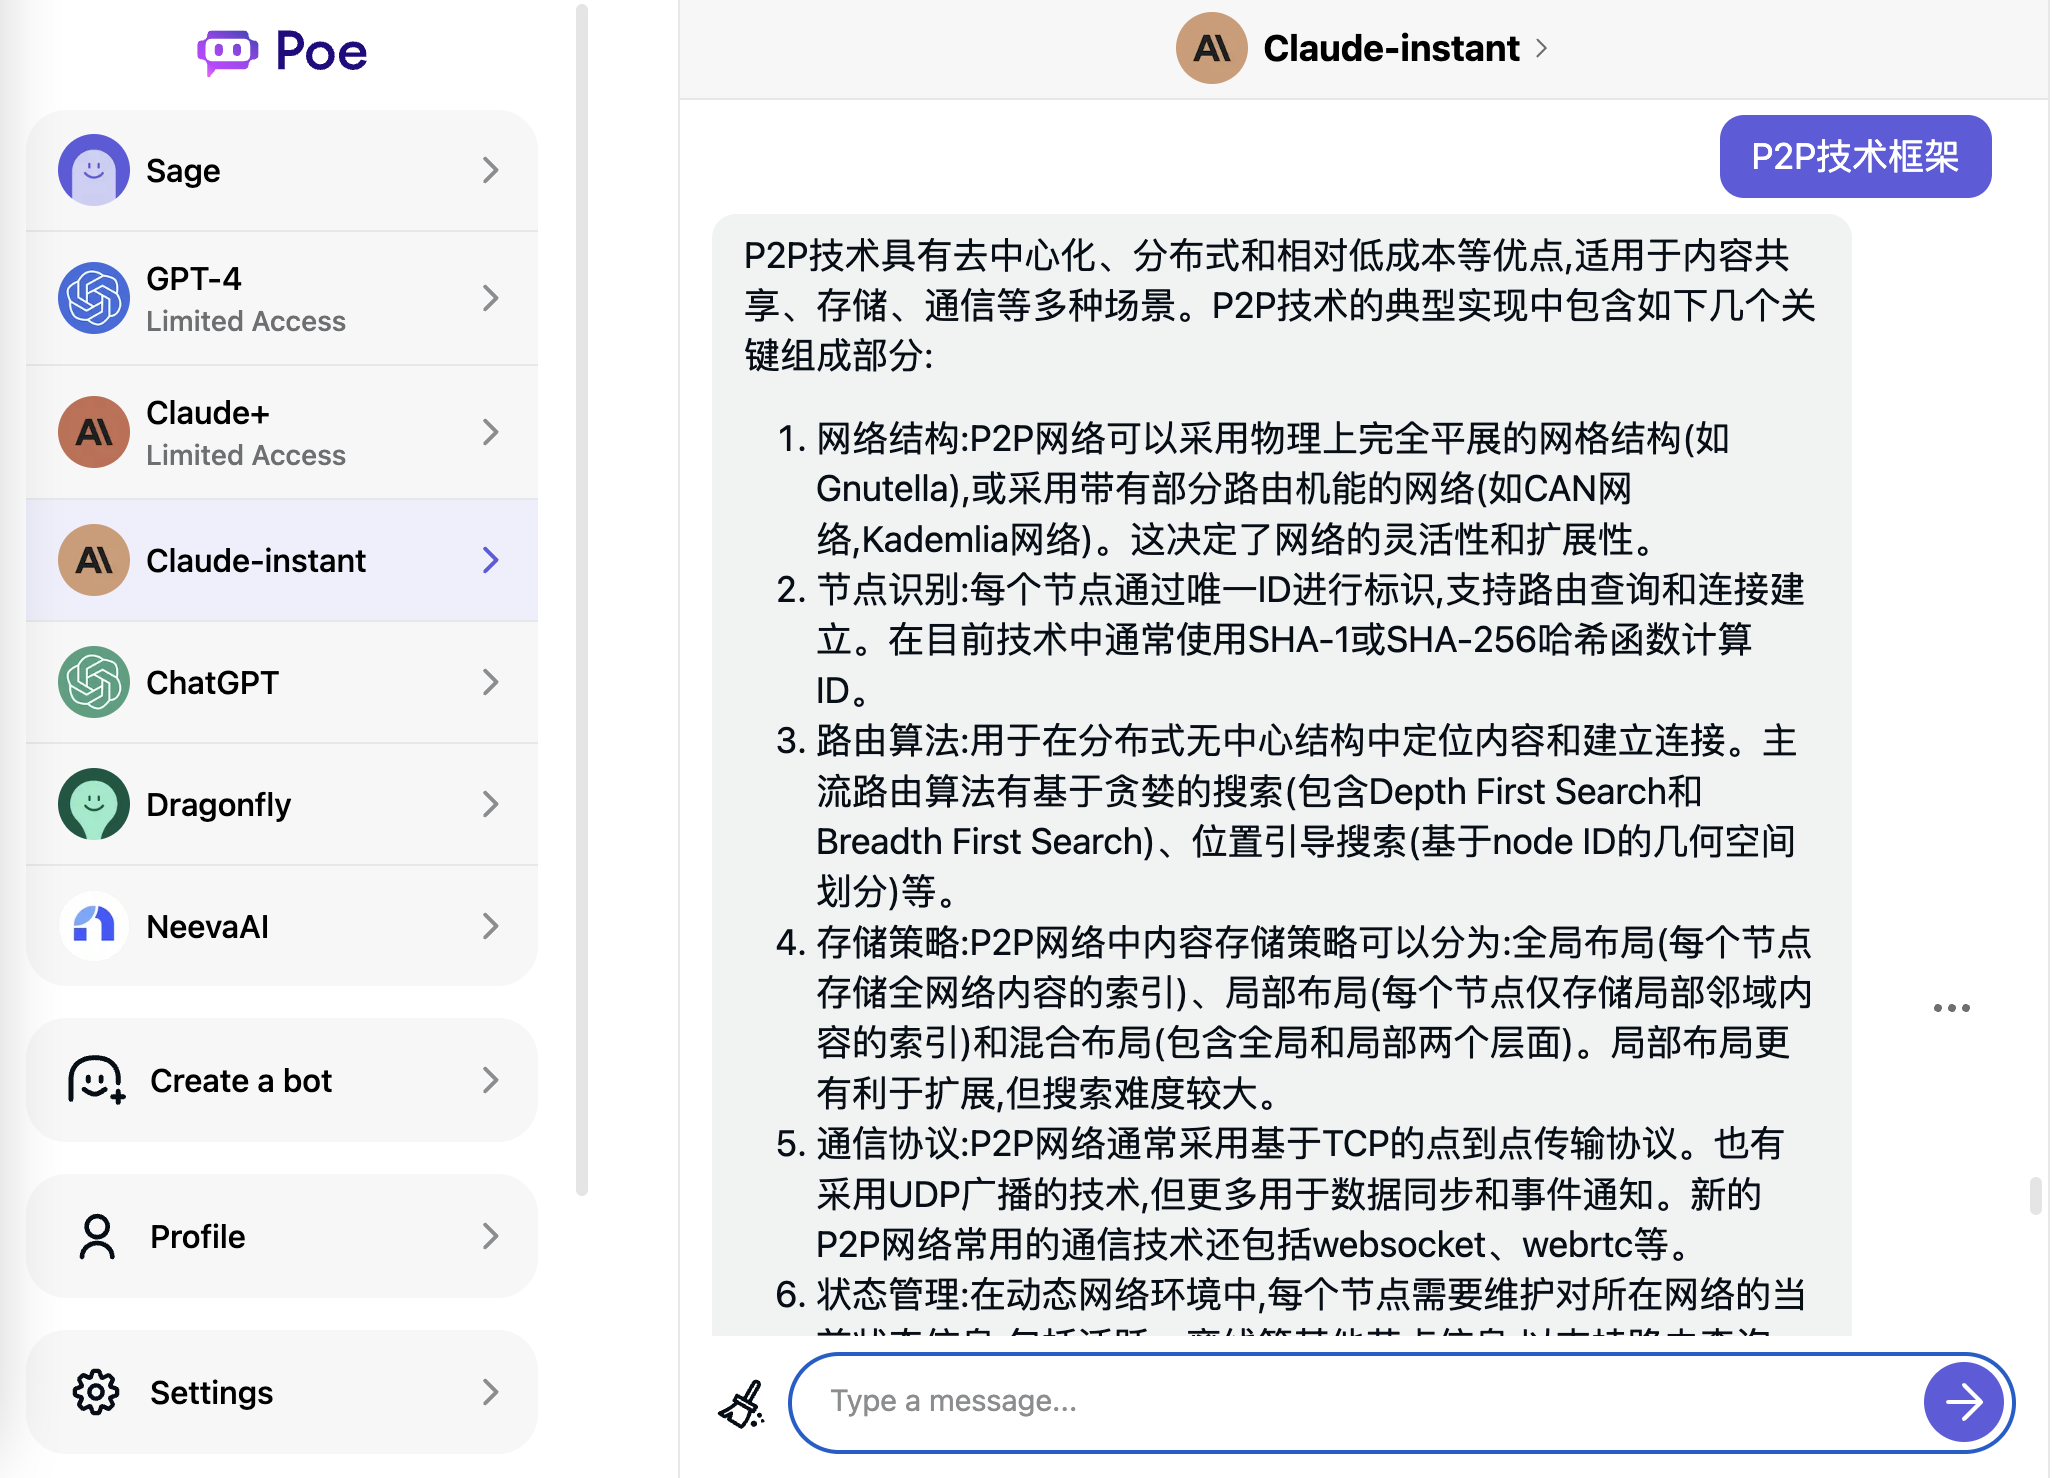 Poe
Sage
GPT-4
Limited Access
Claude+
Limited Access
Claude-instant
ChatGPT
Dragonfly
NeevaAI
Create a bot
Profile
Settings
Claude-instant
P2P技术框架
P2P技术具有去中心化、分布式和相对低成本等优点,适用于内容共
享、存储、通信等多种场景。P2P技术的典型实现中包含如下几个关
键组成部分:
1. 网络结构:P2P网络可以采用物理上完全平展的网格结构(如
Gnutella),或采用带有部分路由机能的网络(如CAN网
络,Kademlia网络)。这决定了网络的灵活性和扩展性。
2. 节点识别:每个节点通过唯一ID进行标识,支持路由查询和连接建
立。在目前技术中通常使用SHA-1或SHA-256哈希函数计算
ID。
3. 路由算法:用于在分布式无中心结构中定位内容和建立连接。主
流路由算法有基于贪婪的搜索(包含Depth First Search和
Breadth First Search)、位置引导搜索(基于node ID的几何空间
划分)等。
4. 存储策略:P2P网络中内容存储策略可以分为:全局布局(每个节点
存储全网络内容的索引)、局部布局(每个节点仅存储局部邻域内
容的索引)和混合布局(包含全局和局部两个层面)。局部布局更
有利于扩展,但搜索难度较大。
5. 通信协议:P2P网络通常采用基于TCP的点到点传输协议。也有
采用UDP广播的技术,但更多用于数据同步和事件通知。新的
P2P网络常用的通信技术还包括websocket、webrtc等。
6. 状态管理:在动态网络环境中,每个节点需要维护对所在网络的当
Type a message...